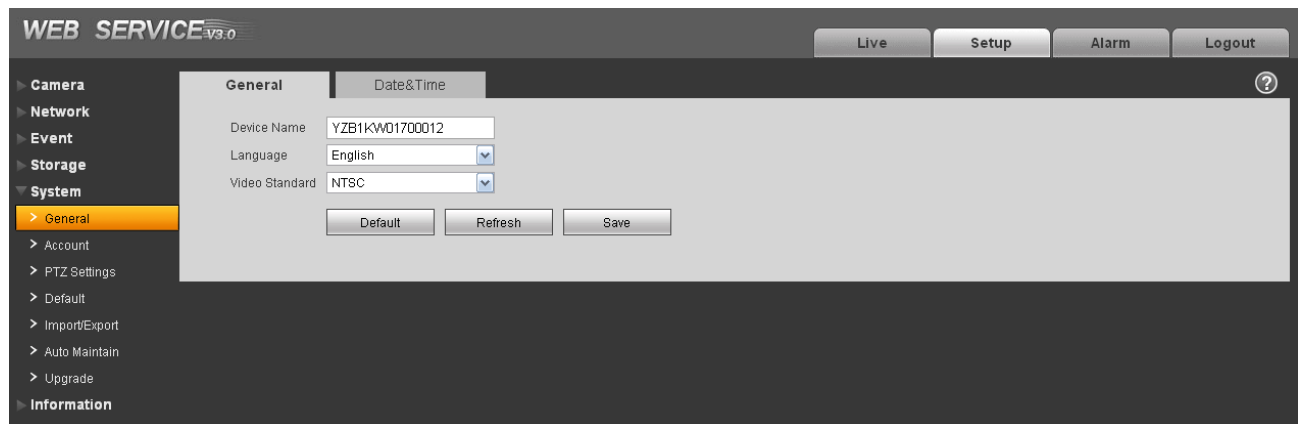 WEB SERVICE V3.0
Live Setup Alarm Logout
Camera
Network
Event
Storage
System
General
Account
PTZ Settings
Default
Import/Export
Auto Maintain
Upgrade
Information
General Date&Time
?
Device Name YZB1KW01700012
Language English
Video Standard NTSC
Default Refresh Save